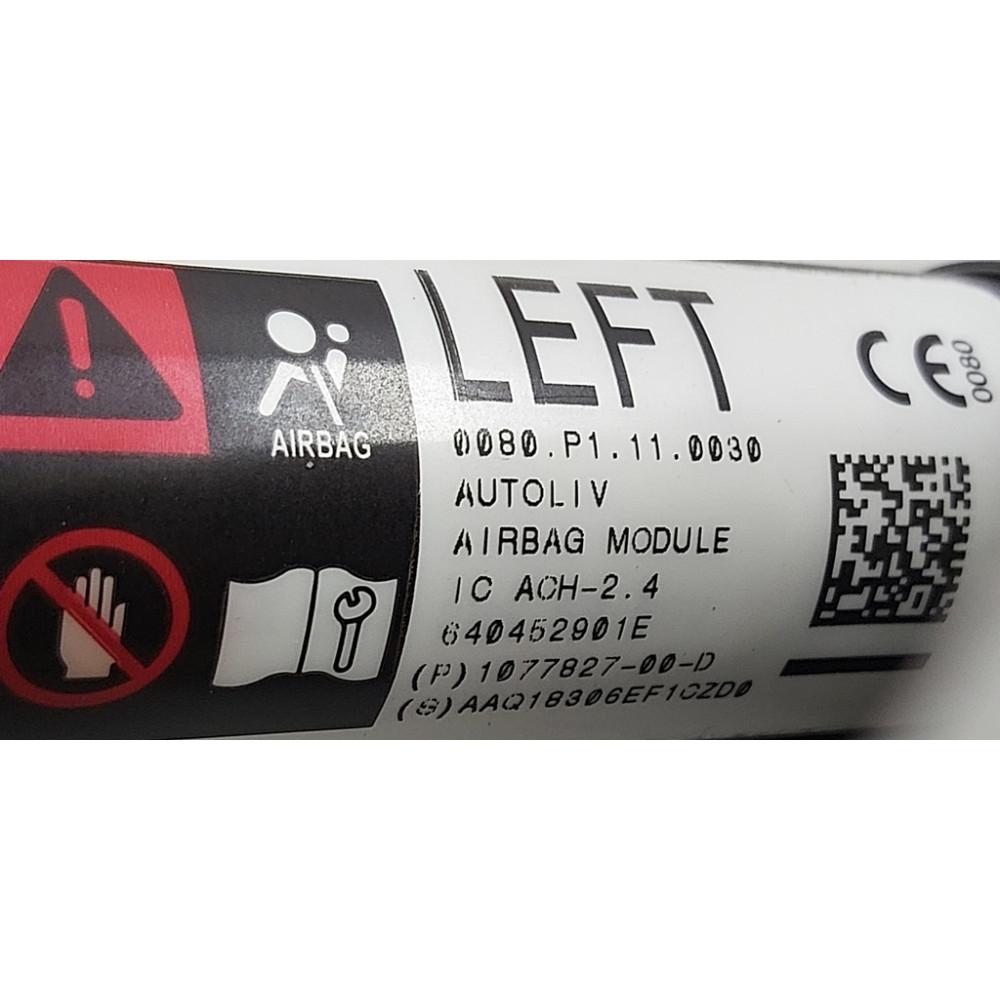 AIRBAG
LEFT
0080.P1.11.0030
AUTOLIV
AIRBAG MODULE
IC ACH-2.4
640452901E
(P)1077827-00-D
(S)AAQ18306EF1CZD0
CE
0080